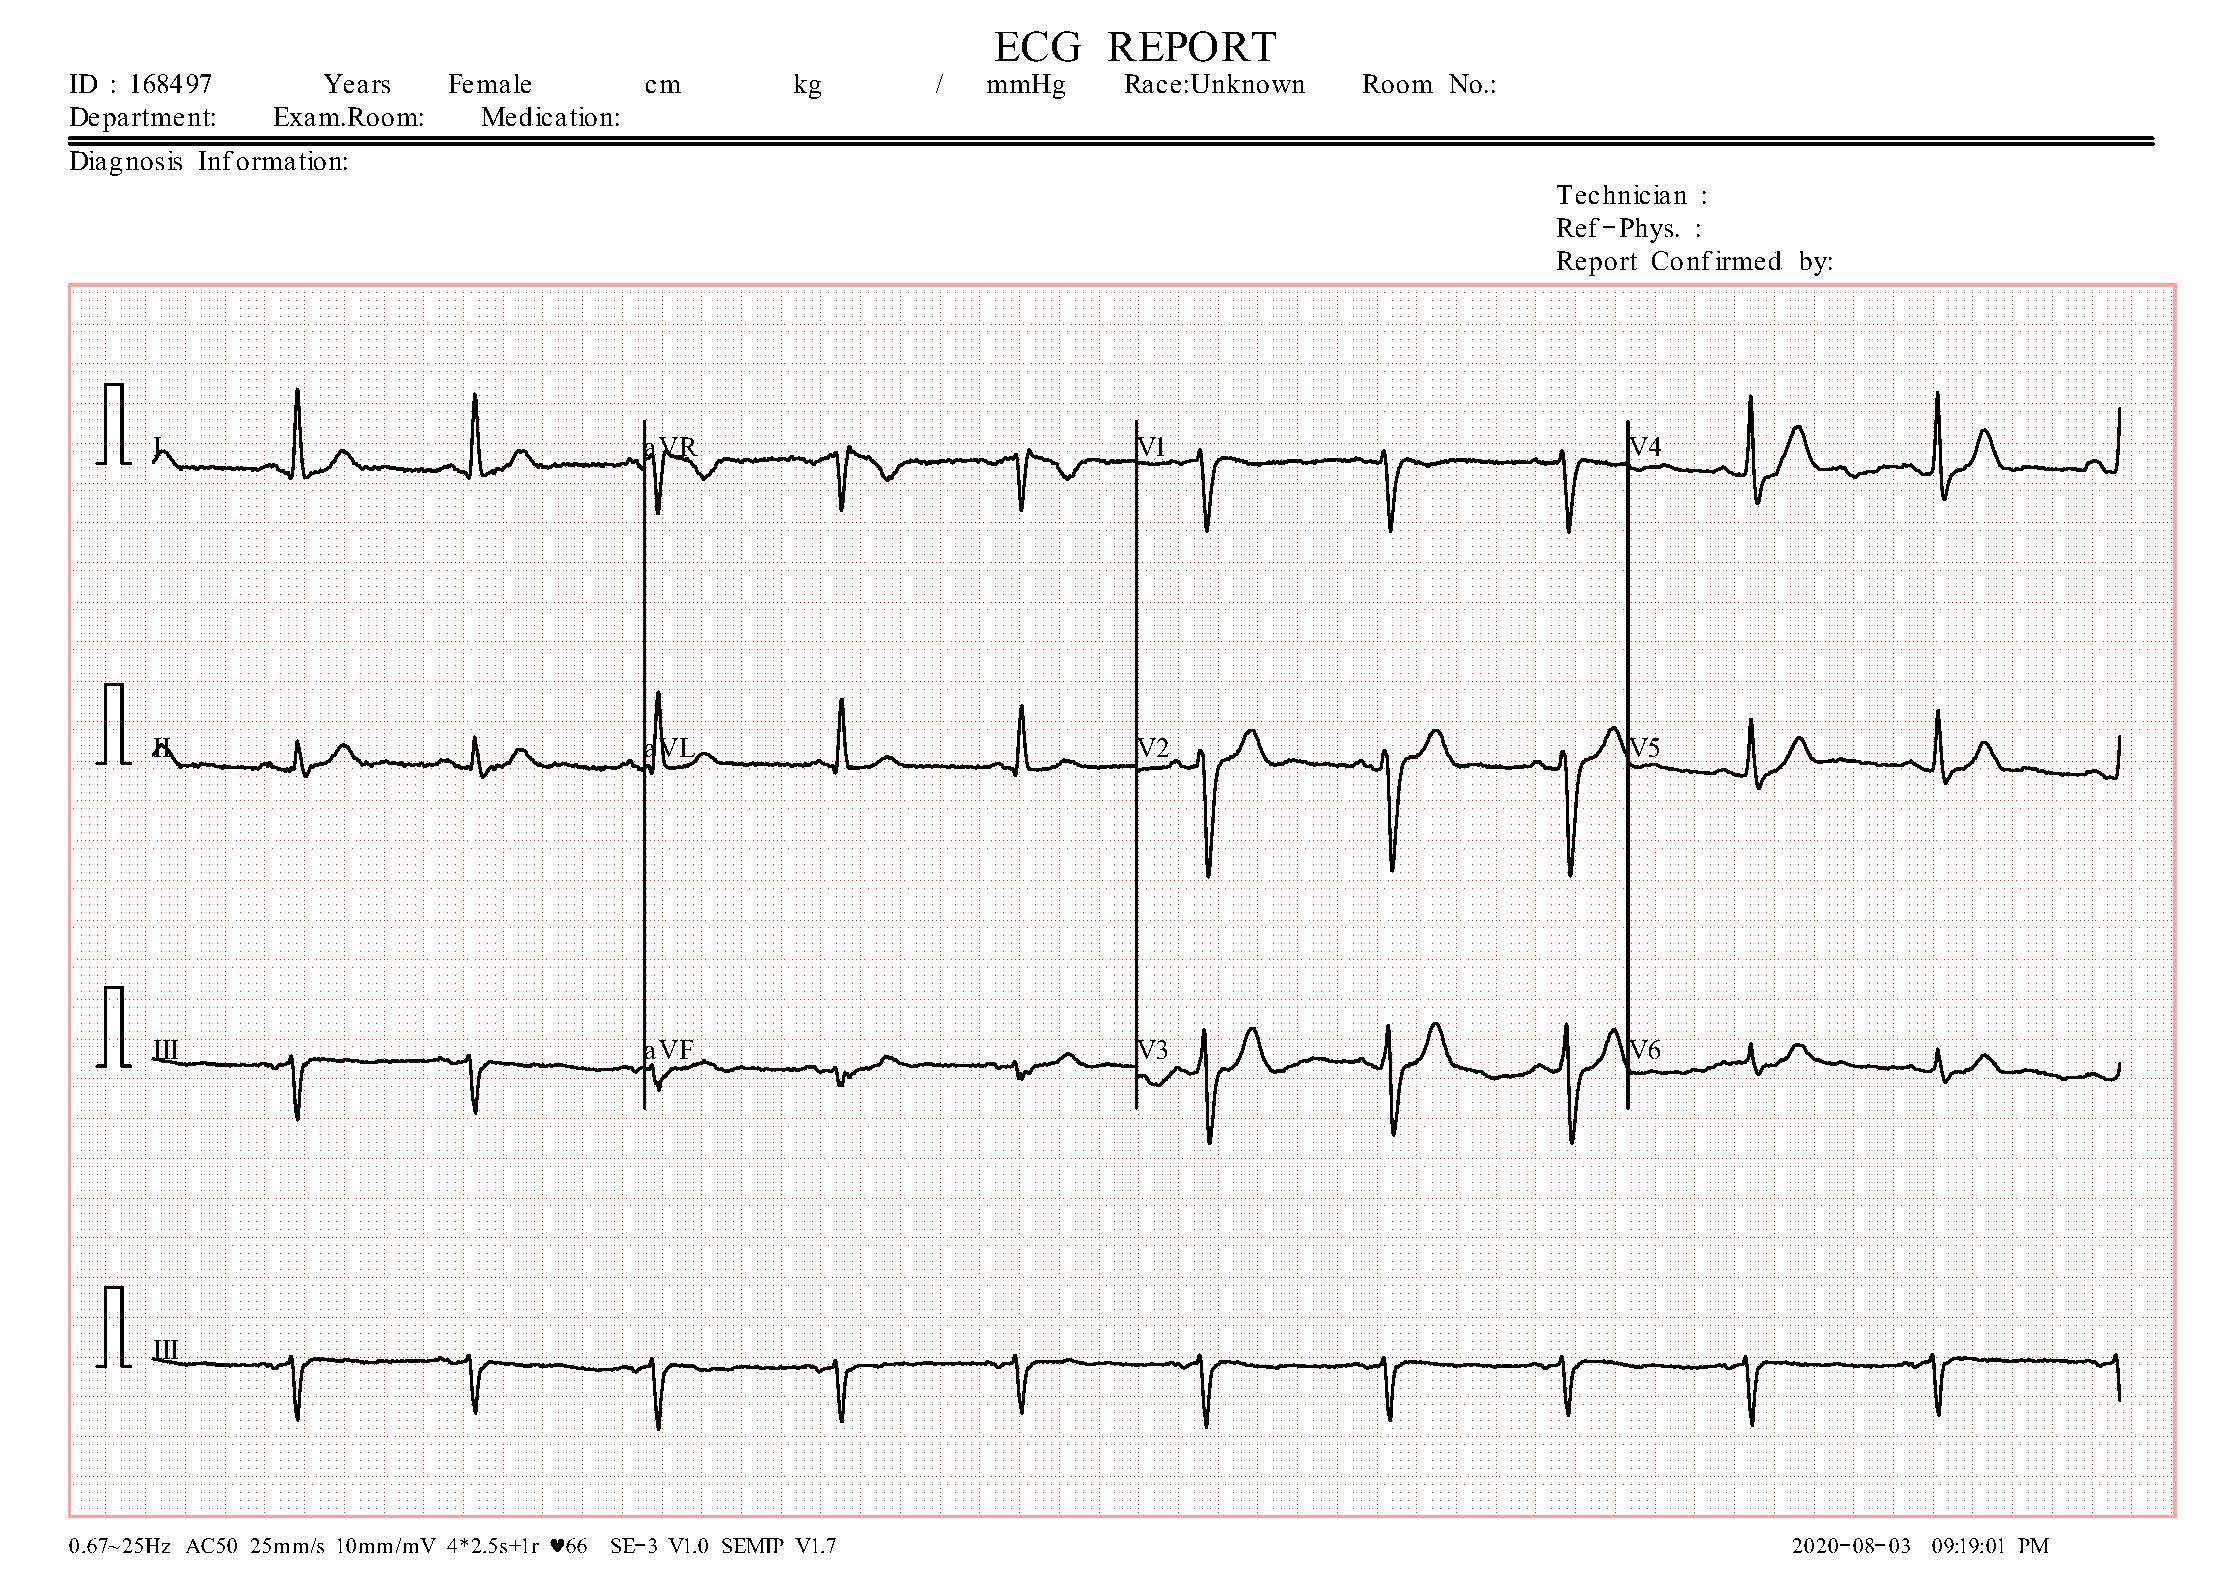 ECG REPORT
ID : 168497 Years Female cm kg / mmHg Race:Unknown Room No.:
Department: Exam.Room: Medication:
Diagnosis Information:
Technician :
Ref-Phys. :
Report Confirmed by:
I aVR V1 V4
II aVL V2 V5
III aVF V3 V6
III
0.67~25Hz AC50 25mm/s 10mm/mV 4*2.5s+1r ♥66 SE-3 V1.0 SEMIP V1.7 2020-08-03 09:19:01 PM